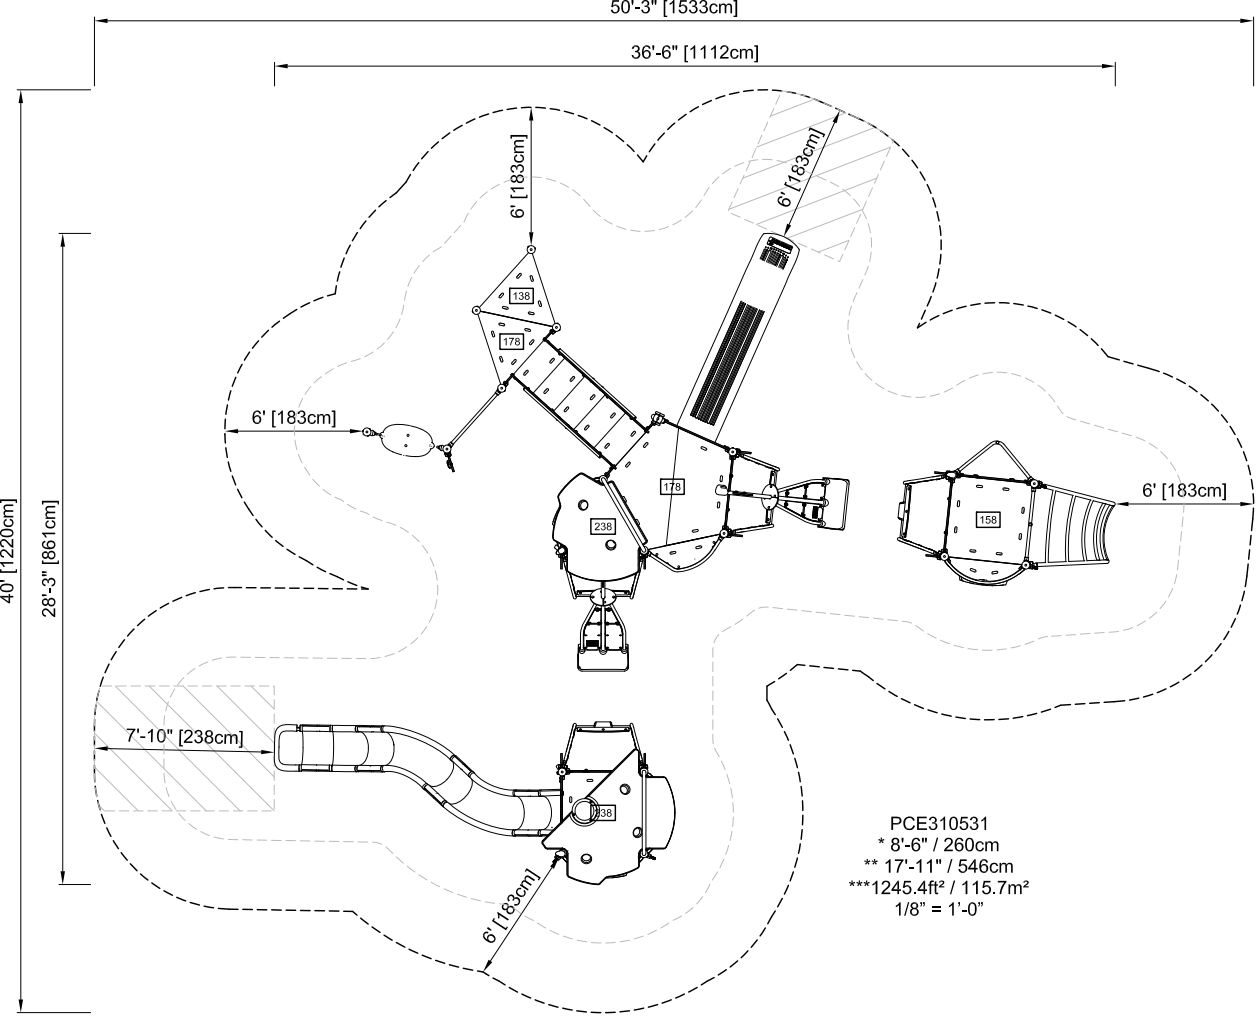 50'-3" [1533cm]
36'-6" [1112cm]
6' [183cm]
6' [183cm]
138
178
6' [183cm]
178
238
158
6' [183cm]
40' [1220cm]
28'-3" [861cm]
7'-10" [238cm]
238
6' [183cm]
PCE310531
* 8'-6" / 260cm
** 17'-11" / 546cm
***1245.4ft² / 115.7m²
1/8” = 1’-0”